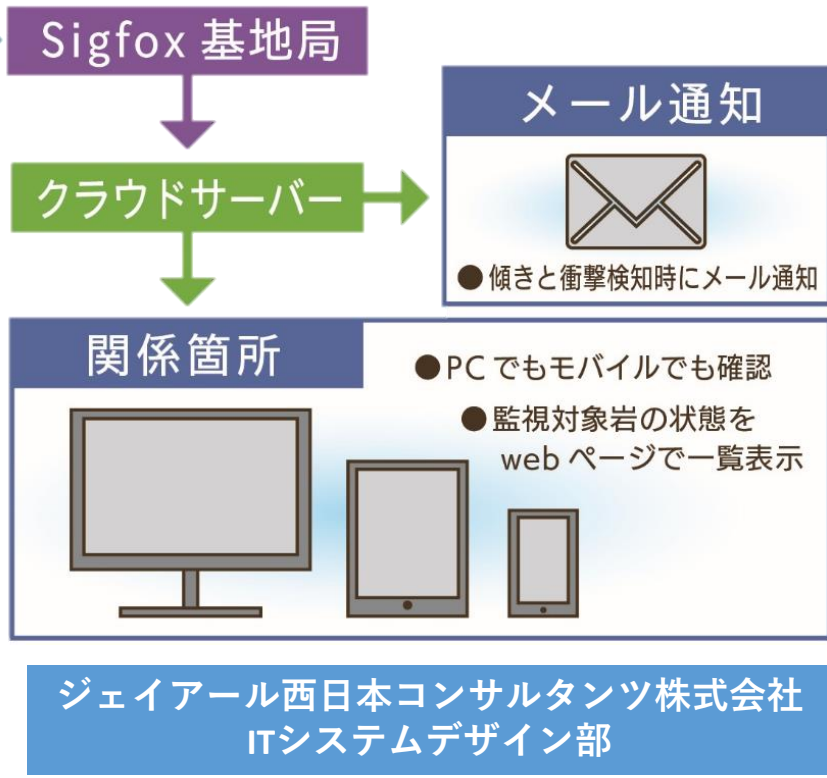 Sigfox 基地局
メール通知
クラウドサーバー
●傾きと衝撃検知時にメール通知
関係箇所
●PCでもモバイルでも確認
●監視対象岩の状態を
webページで一覧表示
ジェイアール西日本コンサルタンツ株式会社
ITシステムデザイン部